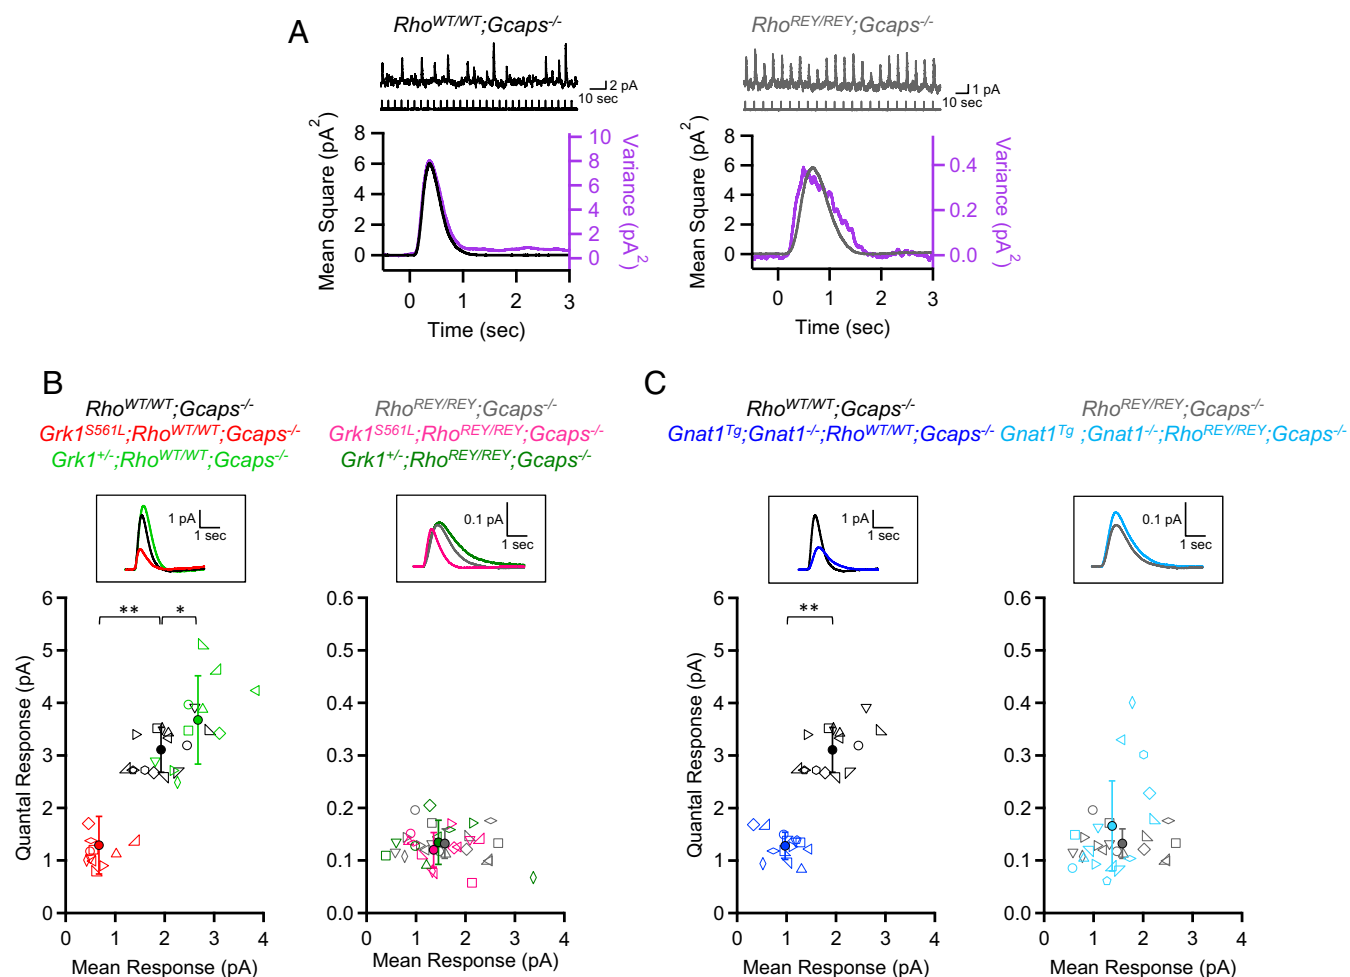 A
Rho^WT/WT;Gcaps^-/-
Rho^REY/REY;Gcaps^-/-
2 pA
10 sec
1 pA
10 sec
Mean Square (pA^2)
8
6
4
2
0
10
8
6
4
2
0
Variance (pA^2)
0 1 2 3
Time (sec)
Mean Square (pA^2)
8
6
4
2
0
0.4
0.2
0.0
Variance (pA^2)
0 1 2 3
Time (sec)
B
Rho^WT/WT;Gcaps^-/-
Grk1^S561L;Rho^WT/WT;Gcaps^-/-
Grk1^+/-;Rho^WT/WT;Gcaps^-/-
Rho^REY/REY;Gcaps^-/-
Grk1^S561L;Rho^REY/REY;Gcaps^-/-
Grk1^+/-;Rho^REY/REY;Gcaps^-/-
1 pA
1 sec
0.1 pA
1 sec
Quantal Response (pA)
6
5
4
3
2
1
0
** *
0 1 2 3 4
Mean Response (pA)
0.6
0.5
0.4
0.3
0.2
0.1
0.0
0 1 2 3 4
Mean Response (pA)
C
Rho^WT/WT;Gcaps^-/-
Gnat1^Tg;Gnat1^-/-;Rho^WT/WT;Gcaps^-/-
Rho^REY/REY;Gcaps^-/-
Gnat1^Tg ;Gnat1^-/-;Rho^REY/REY;Gcaps^-/-
1 pA
1 sec
0.1 pA
1 sec
Quantal Response (pA)
6
5
4
3
2
1
0
**
0 1 2 3 4
Mean Response (pA)
0.6
0.5
0.4
0.3
0.2
0.1
0.0
0 1 2 3 4
Mean Response (pA)